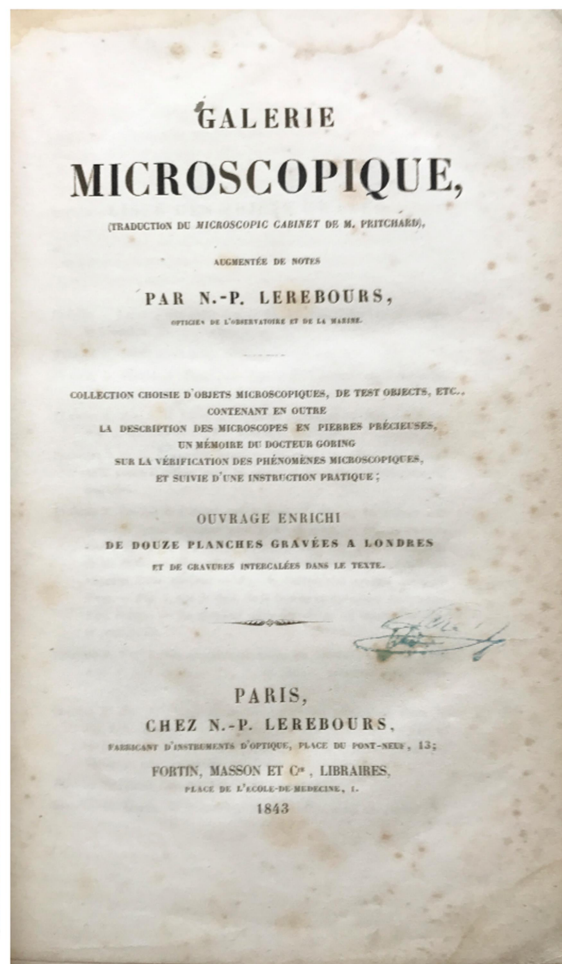 GALERIE
MICROSCOPIQUE,
(TRADUCTION DU MICROSCOPIC CABINET DE M. PRITCHARD),
AUGMENTÉE DE NOTES
PAR N.-P. LEREBOURS,
OPTICIEN DE L'OBSERVATOIRE ET DE LA MARINE.
COLLECTION CHOISIE D'OBJETS MICROSCOPIQUES, DE TEST OBJECTS, ETC.,
CONTENANT EN OUTRE
LA DESCRIPTION DES MICROSCOPES EN PIERRES PRÉCIEUSES,
UN MÉMOIRE DU DOCTEUR GORING
SUR LA VÉRIFICATION DES PHÉNOMÈNES MICROSCOPIQUES,
ET SUIVIE D'UNE INSTRUCTION PRATIQUE;
OUVRAGE ENRICHI
DE DOUZE PLANCHES GRAVÉES A LONDRES
ET DE GRAVURES INTERCALÉES DANS LE TEXTE.
PARIS,
CHEZ N.-P. LEREBOURS,
FABRICANT D'INSTRUMENTS D'OPTIQUE, PLACE DU PONT-NEUF, 13;
FORTIN, MASSON ET Cie, LIBRAIRES,
PLACE DE L'ECOLE-DE-MEDECINE, 1.
1843